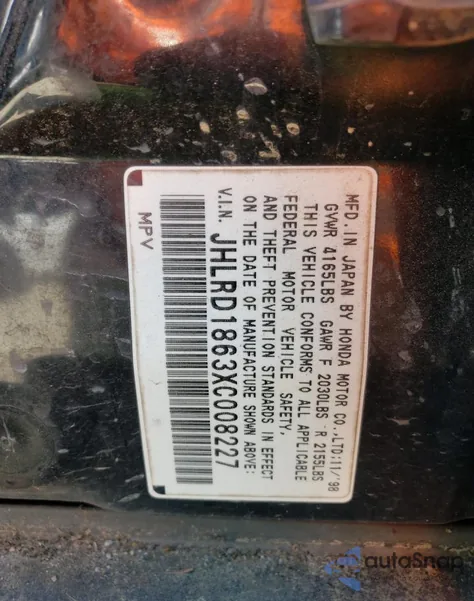 MFD.IN JAPAN BY HONDA MOTOR CO.,LTD:11/'98
GVWR 4165LBS GAWR F 2030LBS R 2155LBS
THIS VEHICLE CONFORMS TO ALL APPLICABLE
FEDERAL MOTOR VEHICLE SAFETY,
AND THEFT PREVENTION STANDARDS IN EFFECT
ON THE DATE OF MANUFACTURE SHOWN ABOVE:
V.I.N. JHLRD1863XC008227
MPV
autoSnap